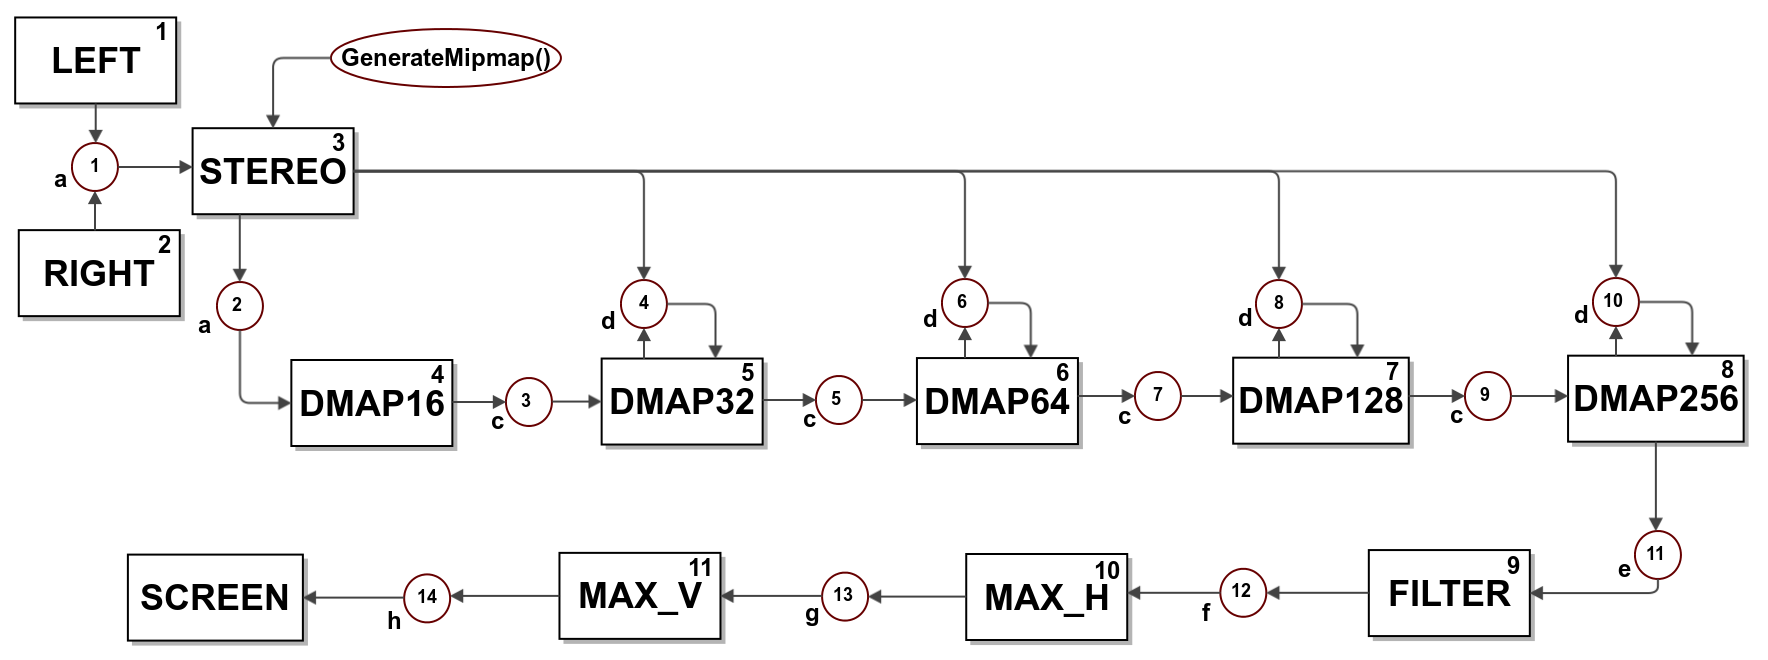 1
LEFT
GenerateMipmap()
3
STEREO
1
a
2
RIGHT
2
a
4
d
6
d
8
d
10
d
4
DMAP16
3
c
5
DMAP32
5
c
6
DMAP64
7
c
7
DMAP128
9
c
8
DMAP256
11
e
9
FILTER
12
f
10
MAX_H
13
g
11
MAX_V
14
h
SCREEN